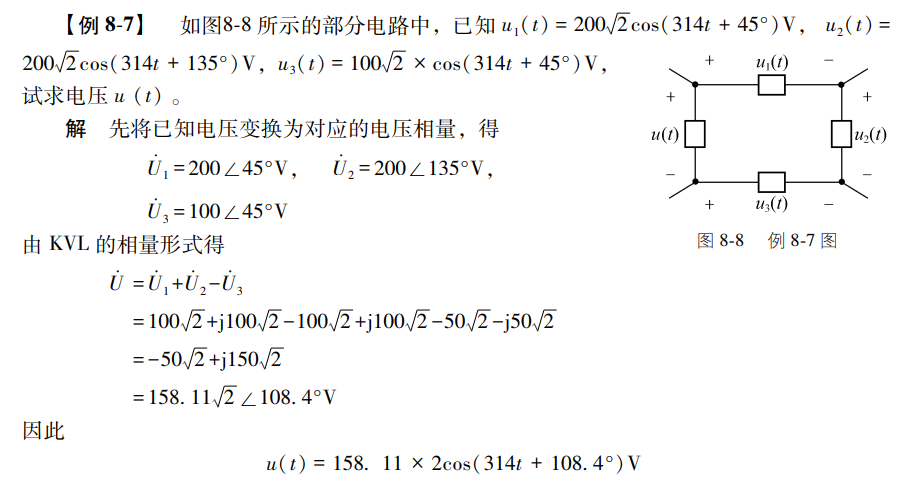 【例 8-7】 如图8-8 所示的部分电路中，已知 u₁(t) = 200√2cos(314t + 45°)V， u₂(t) =
200√2cos(314t + 135°)V，u₃(t) = 100√2 × cos(314t + 45°)V，
试求电压 u (t) 。
解 先将已知电压变换为对应的电压相量，得
U̇₁ = 200∠45°V， U̇₂ = 200∠135°V，
U̇₃ = 100∠45°V
由 KVL 的相量形式得
U̇ = U̇₁+U̇₂-U̇₃
= 100√2+j100√2-100√2+j100√2-50√2-j50√2
= -50√2+j150√2
= 158. 11√2∠108. 4°V
因此
u(t) = 158. 11 × 2cos(314t + 108. 4°)V
+ u₁(t) −
+ +
u(t) u₂(t)
− −
+ u₃(t) −
图 8-8 例 8-7 图